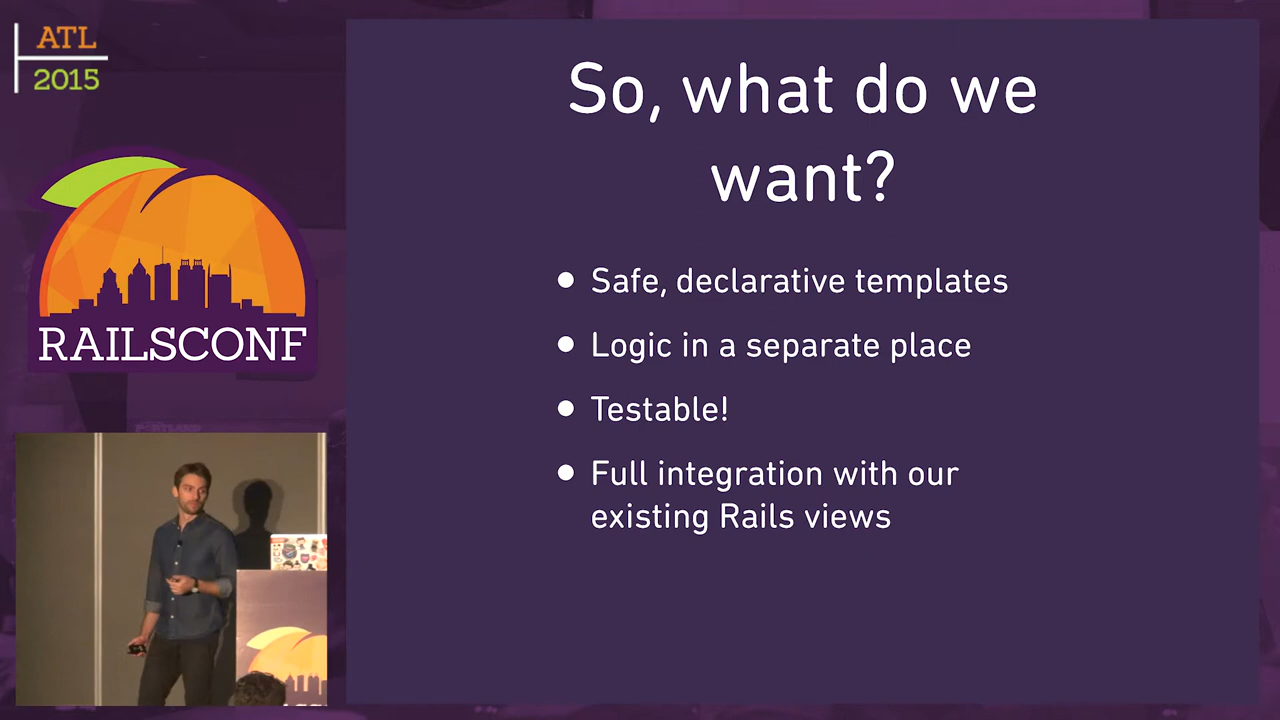 ATL
2015
RAILSCONF
So, what do we
want?
Safe, declarative templates
Logic in a separate place
Testable!
Full integration with our
existing Rails views